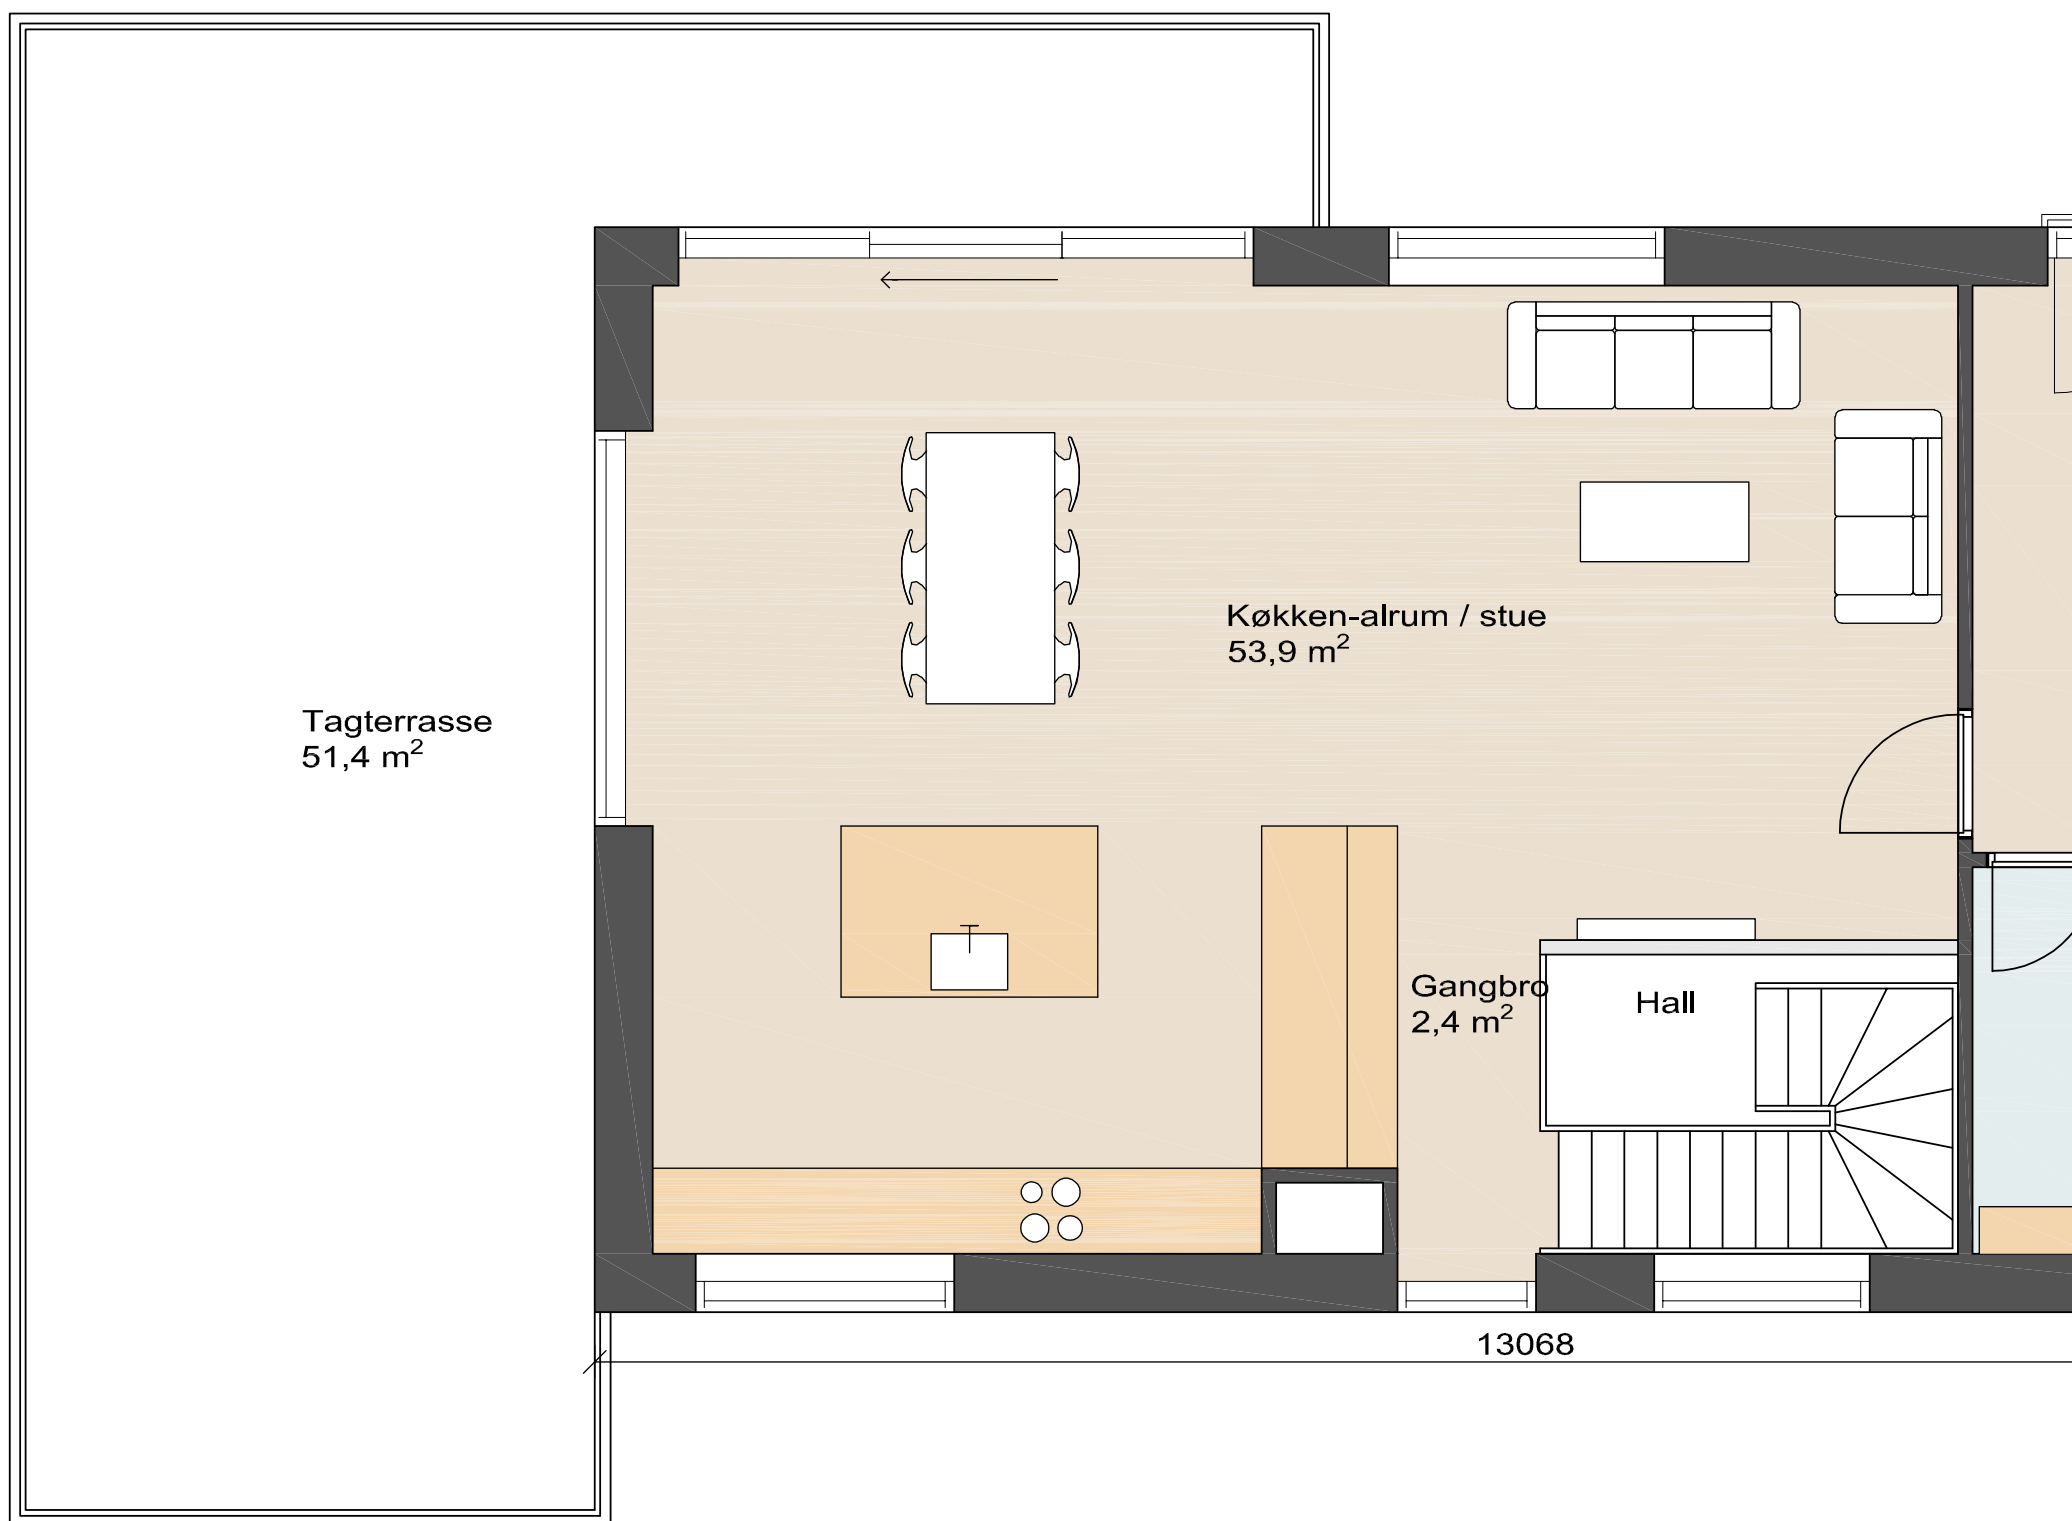 Køkken-alrum / stue
53,9 m²
Tagterrasse
51,4 m²
Gangbro
2,4 m²
Hall
13068